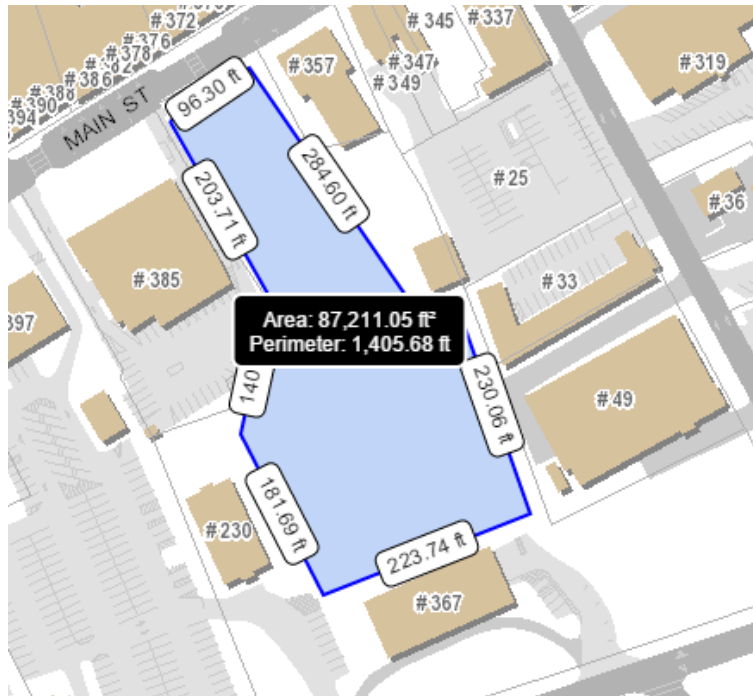 #372
#376
#378
#382
#386
#388
#390
#394
MAIN ST
96.30 ft
#357
#345
#337
#347
#349
#319
203.71 ft
284.60 ft
#25
#36
#385
#33
397
Area: 87,211.05 ft²
Perimeter: 1,405.68 ft
140
230.06 ft
#49
181.69 ft
#230
223.74 ft
#367